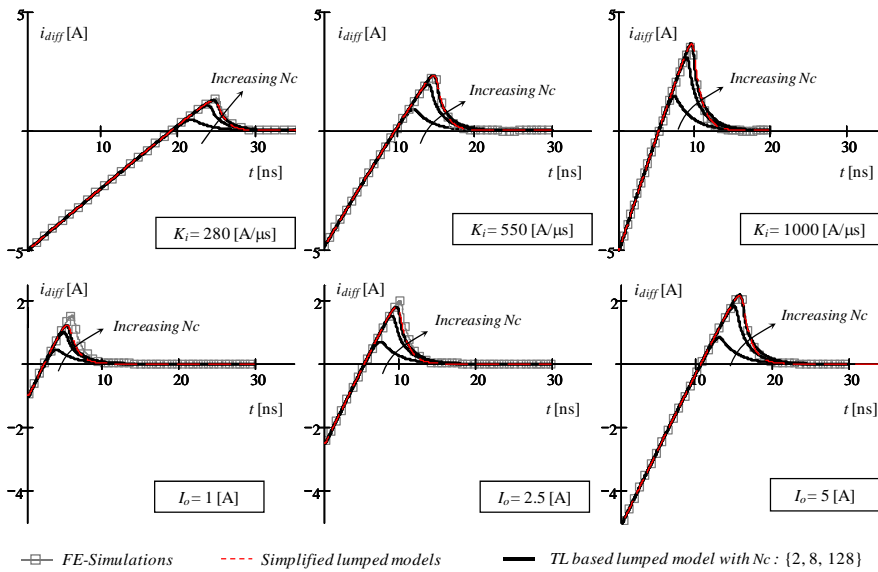 5 5 5
i_diff [A] i_diff [A] i_diff [A]
Increasing Nc Increasing Nc Increasing Nc
10 20 30 10 20 30 10 20 30
t [ns] t [ns] t [ns]
K_i = 280 [A/µs] K_i = 550 [A/µs] K_i = 1000 [A/µs]
−5 −5 −5
i_diff [A] i_diff [A] i_diff [A]
2 2 2
Increasing Nc Increasing Nc Increasing Nc
10 20 30 10 20 30 10 20 30
t [ns] t [ns] t [ns]
−2 −2 −2
I_o = 1 [A] I_o = 2.5 [A] I_o = 5 [A]
−4 −4 −4
FE-Simulations Simplified lumped models TL based lumped model with Nc : {2, 8, 128}